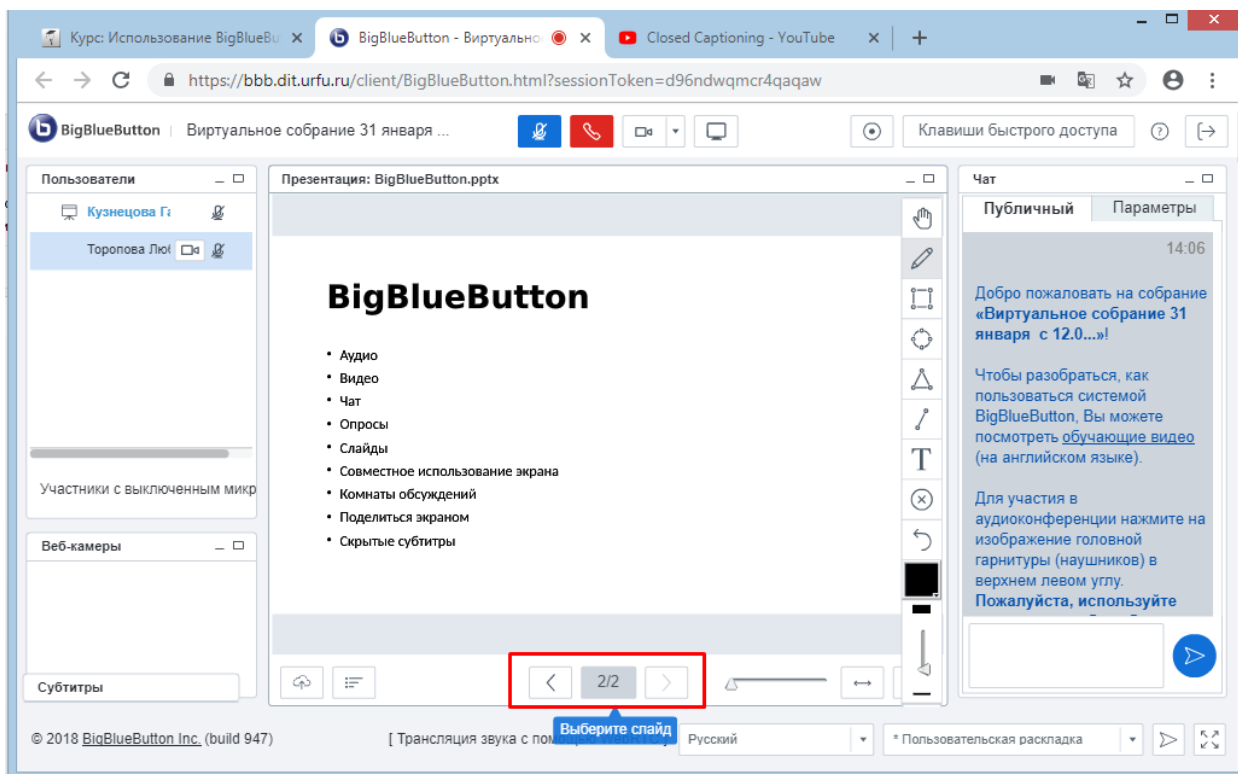 Курс: Использование BigBlueBu
BigBlueButton - Виртуально
Closed Captioning - YouTube
https://bbb.dit.urfu.ru/client/BigBlueButton.html?sessionToken=d96ndwqmcr4qaqaw
BigBlueButton
Виртуальное собрание 31 января ...
Клавиши быстрого доступа
Пользователи
Кузнецова Га
Торопова Люб
Участники с выключенным микр
Веб-камеры
Субтитры
Презентация: BigBlueButton.pptx
BigBlueButton
• Аудио
• Видео
• Чат
• Опросы
• Слайды
• Совместное использование экрана
• Комнаты обсуждений
• Поделиться экраном
• Скрытые субтитры
T
2/2
Выберите слайд
Чат
Публичный
Параметры
14:06
Добро пожаловать на собрание
«Виртуальное собрание 31
января с 12.0...»!
Чтобы разобраться, как
пользоваться системой
BigBlueButton, Вы можете
посмотреть обучающие видео
(на английском языке).
Для участия в
аудиоконференции нажмите на
изображение головной
гарнитуры (наушников) в
верхнем левом углу.
Пожалуйста, используйте
© 2018 BigBlueButton Inc. (build 947)
[ Трансляция звука с
Русский
* Пользовательская раскладка